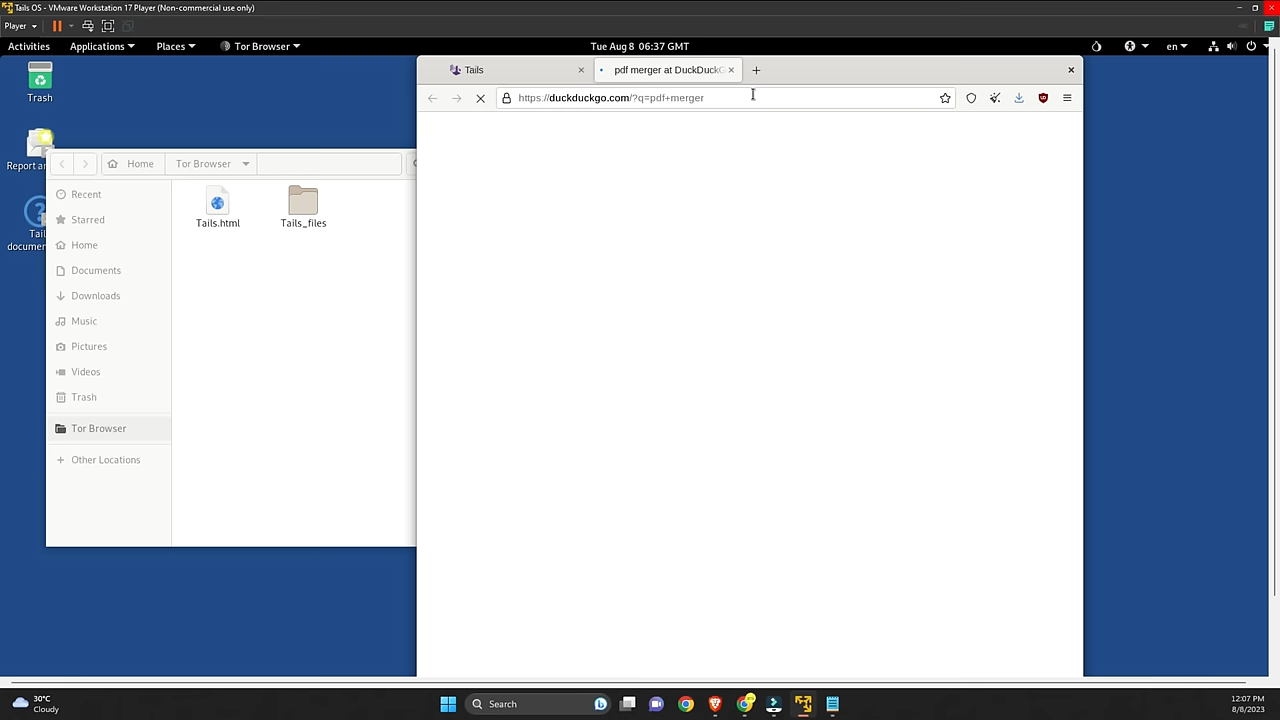 Tails OS - VMware Workstation 17 Player (Non-commercial use only)
Player
Activities Applications Places Tor Browser Tue Aug 8 06:37 GMT en
Trash
Report an
Tail
documen
Home Tor Browser
Recent
Starred
Home
Documents
Downloads
Music
Pictures
Videos
Trash
Tor Browser
Other Locations
Tails.html Tails_files
Tails pdf merger at DuckDuckG
https://duckduckgo.com/?q=pdf+merger
30°C
Cloudy
Search
12:07 PM
8/8/2023